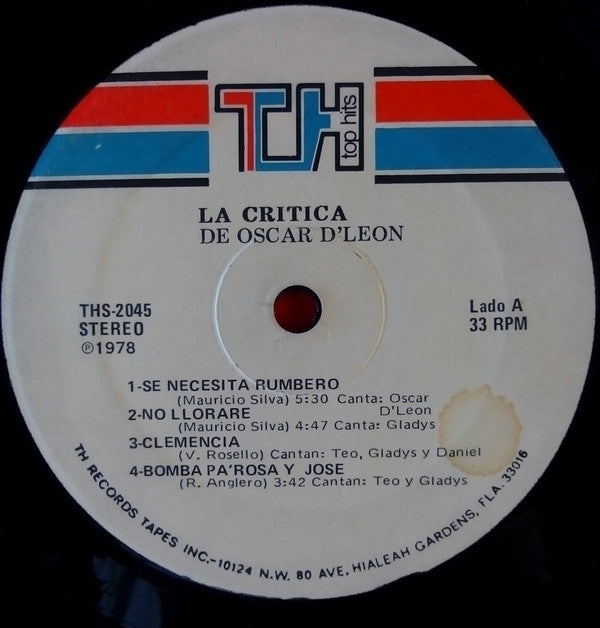 TH top hits
LA CRITICA
DE OSCAR D'LEON
THS-2045
STEREO
℗1978
Lado A
33 RPM
1-SE NECESITA RUMBERO
(Mauricio Silva) 5:30 Canta: Oscar D'Leon
2-NO LLORARE
(Mauricio Silva) 4:47 Canta: Gladys
3-CLEMENCIA
(V. Rosello) Cantan: Teo, Gladys y Daniel
4-BOMBA PA'ROSA Y JOSE
(R. Anglero) 3:42 Cantan: Teo y Gladys
TH RECORDS TAPES INC.-10124 N.W. 80 AVE. HIALEAH GARDENS, FLA. 33016